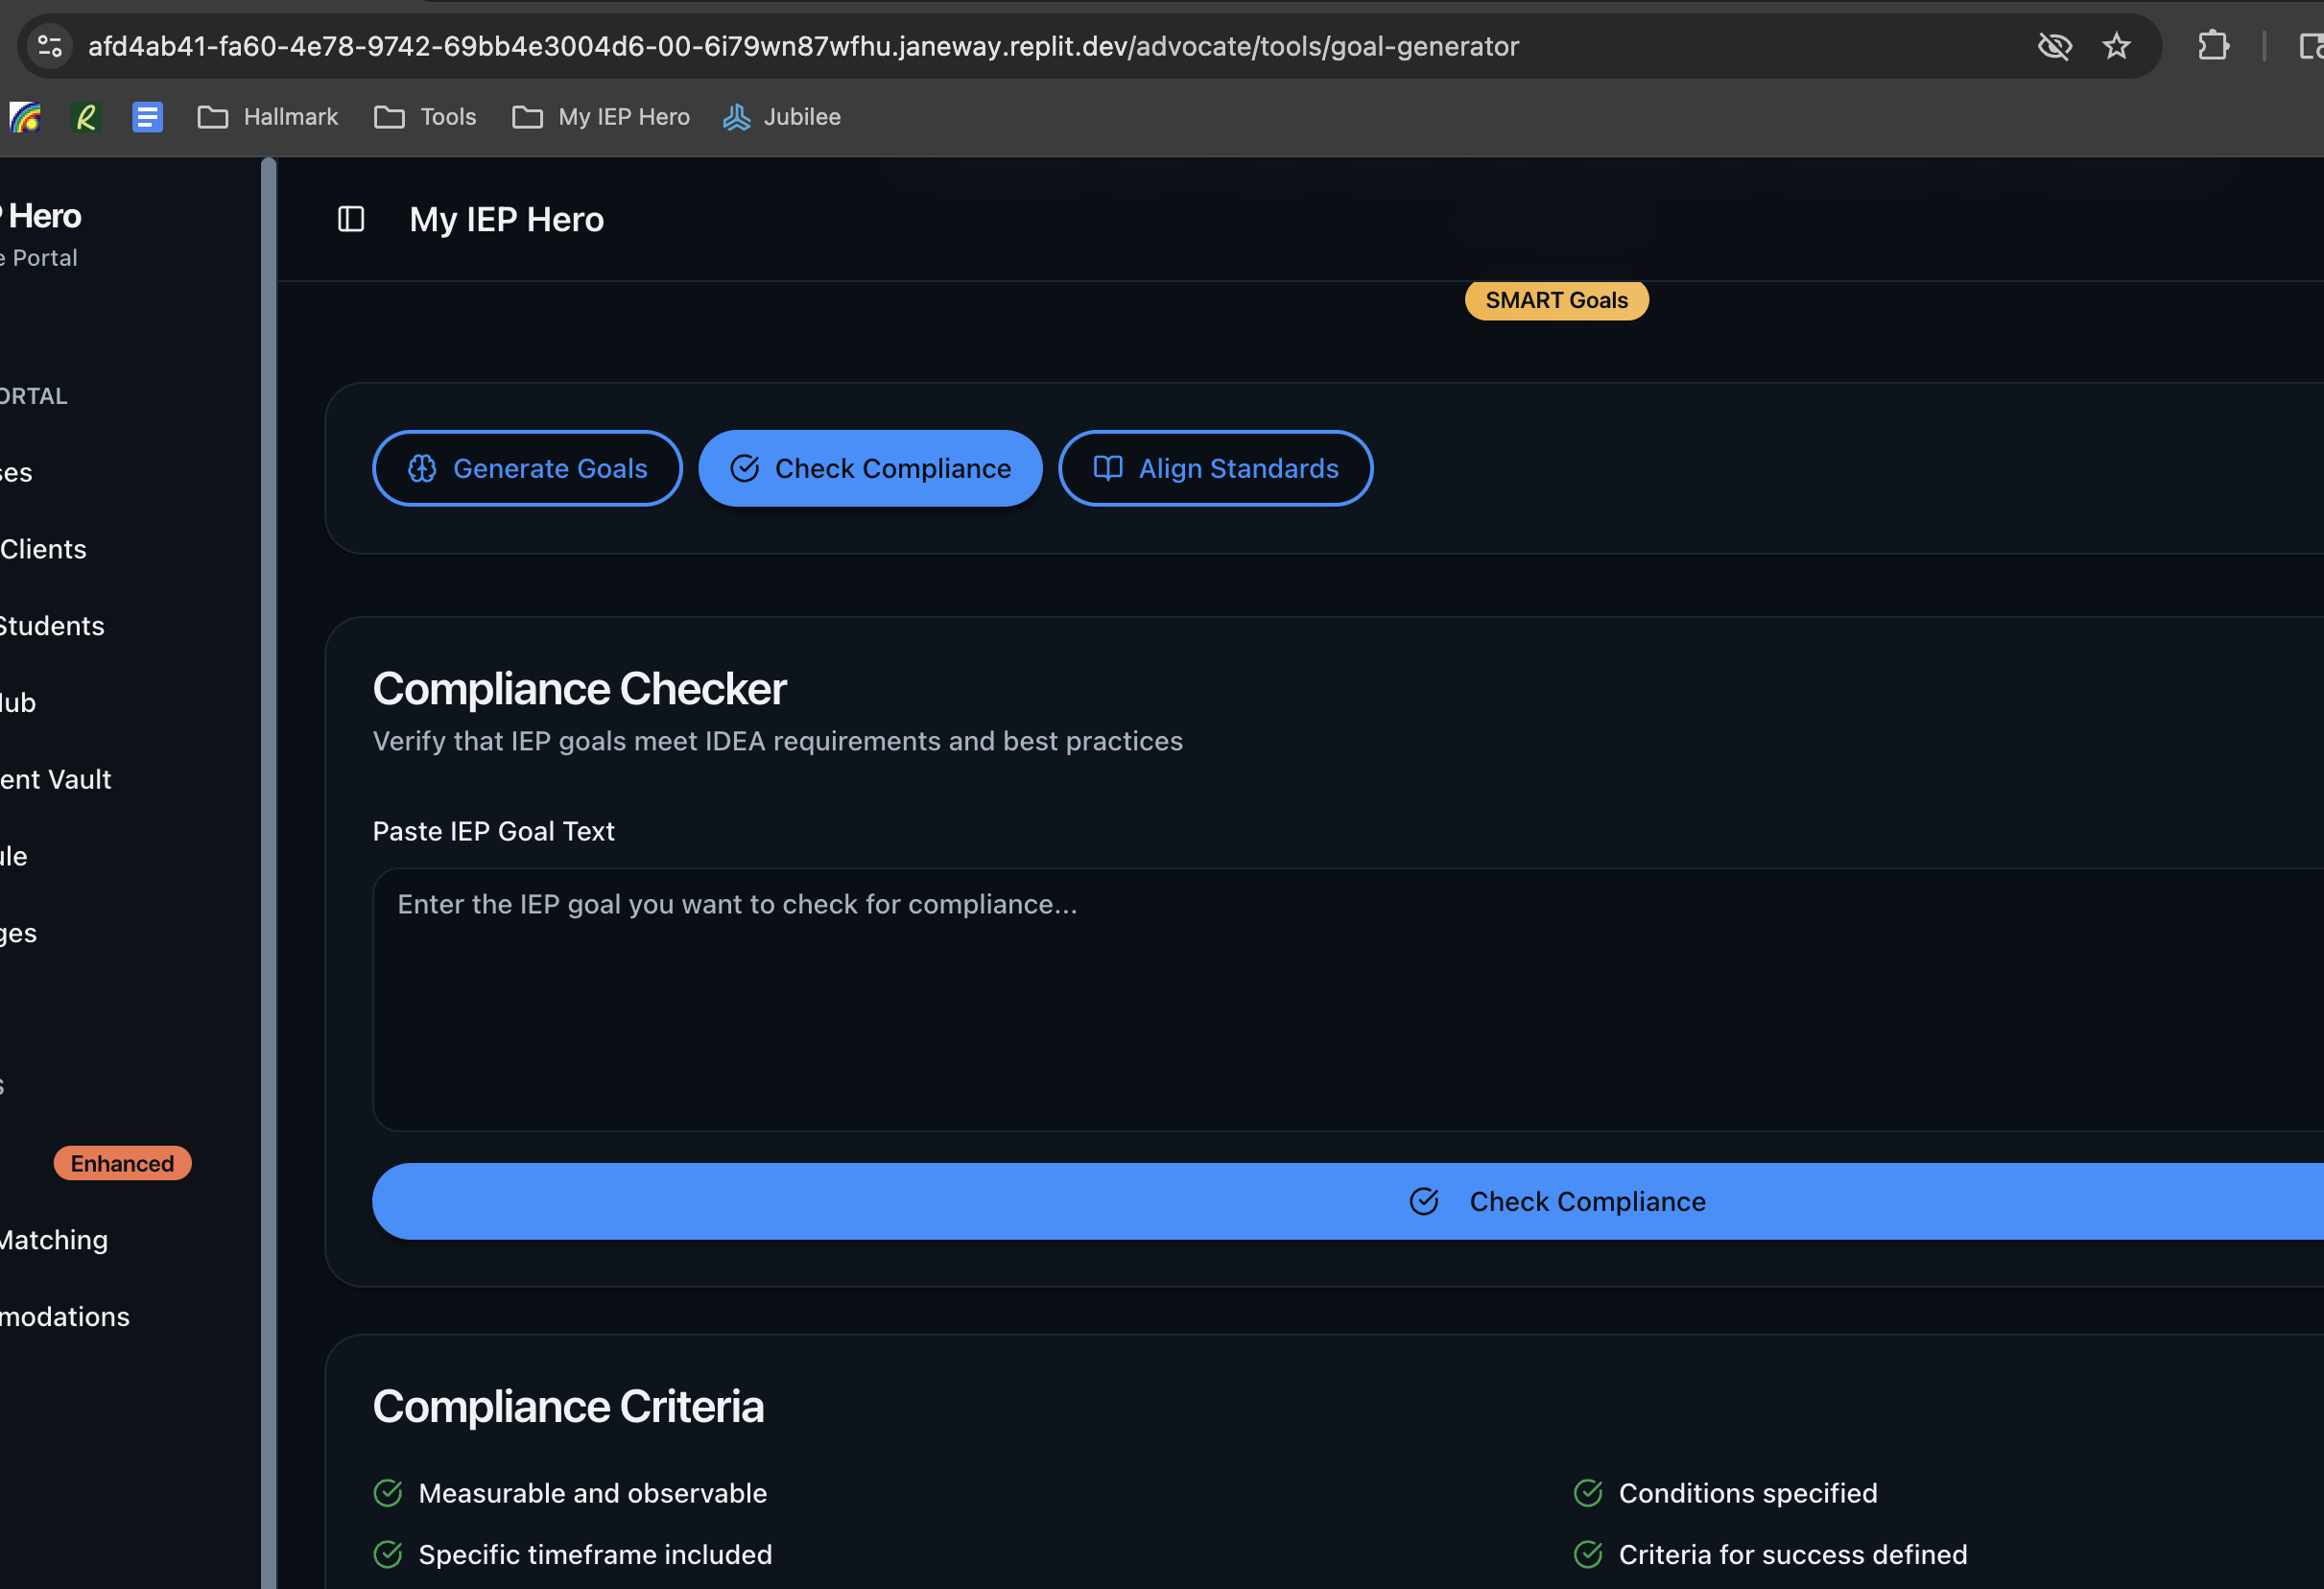 afd4ab41-fa60-4e78-9742-69bb4e3004d6-00-6i79wn87wfhu.janeway.replit.dev/advocate/tools/goal-generator
Hallmark
Tools
My IEP Hero
Jubilee
Hero
Portal
My IEP Hero
SMART Goals
ORTAL
ses
Clients
Students
ent Vault
ule
ges
Enhanced
Matching
modations
Generate Goals
Check Compliance
Align Standards
Compliance Checker
Verify that IEP goals meet IDEA requirements and best practices
Paste IEP Goal Text
Enter the IEP goal you want to check for compliance...
Check Compliance
Compliance Criteria
Measurable and observable
Conditions specified
Specific timeframe included
Criteria for success defined